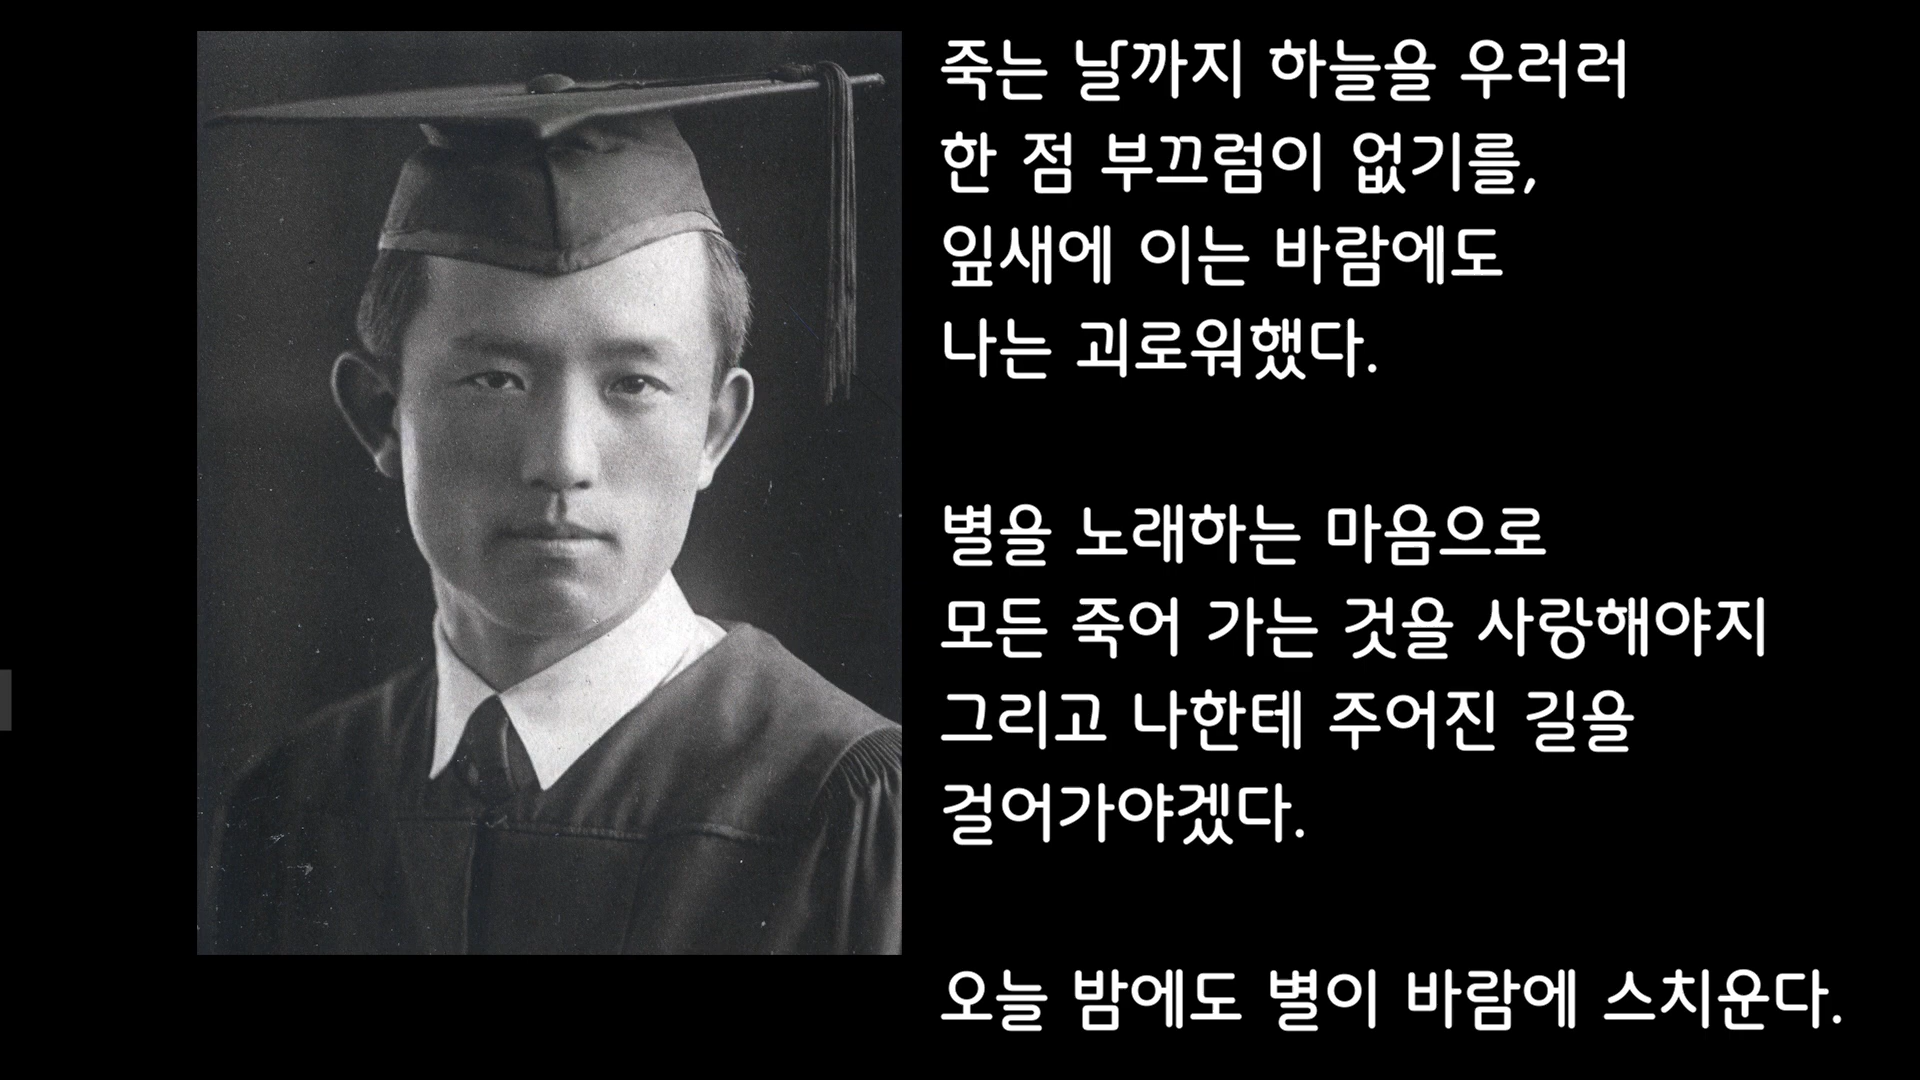 죽는 날까지 하늘을 우러러
한 점 부끄럼이 없기를,
잎새에 이는 바람에도
나는 괴로워했다.
별을 노래하는 마음으로
모든 죽어 가는 것을 사랑해야지
그리고 나한테 주어진 길을
걸어가야겠다.
오늘 밤에도 별이 바람에 스치운다.